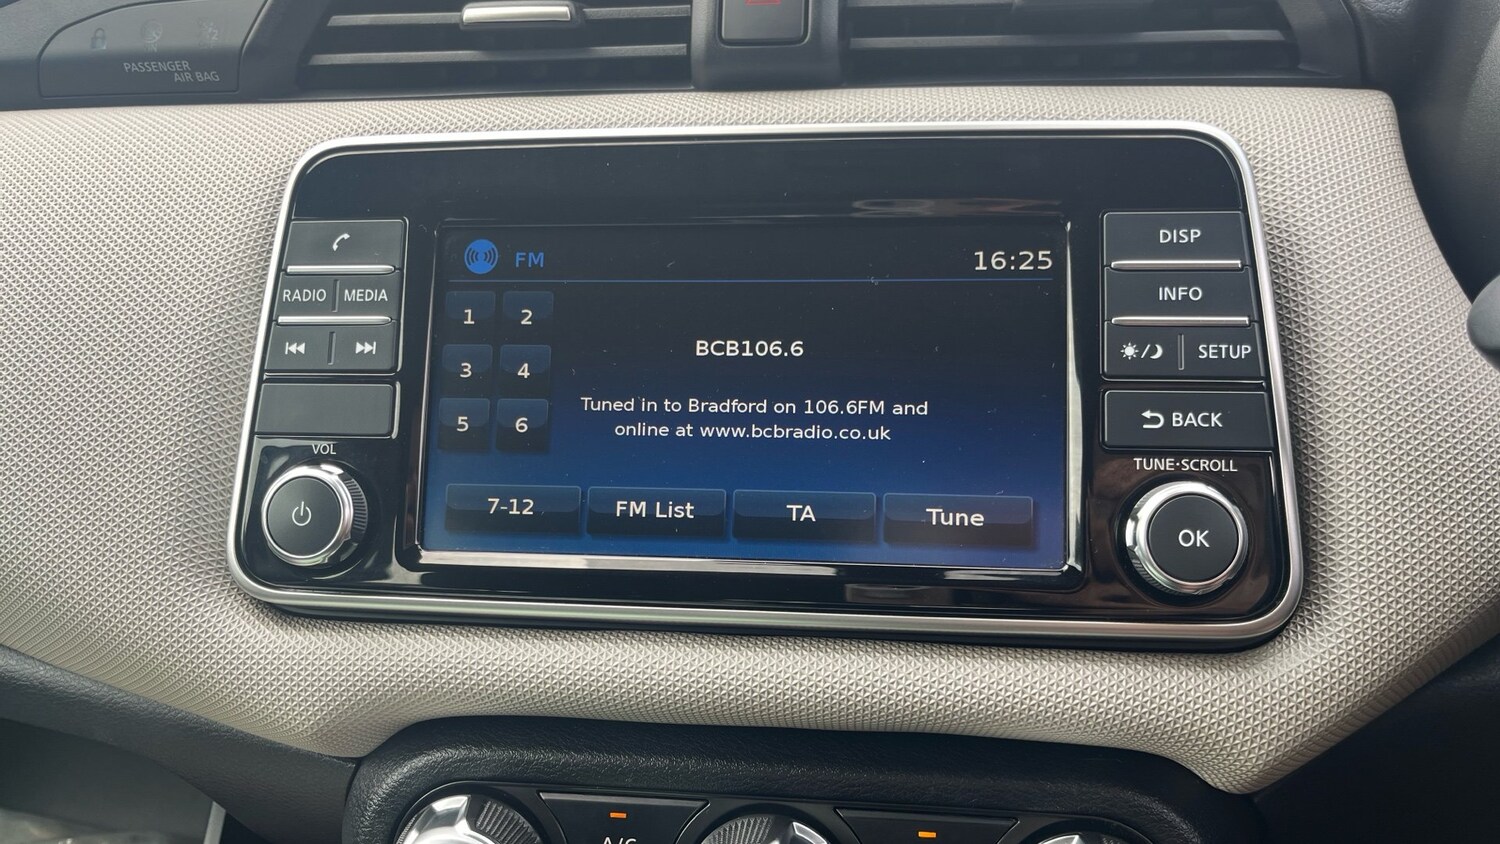 PASSENGER
AIR BAG
RADIO
MEDIA
VOL
FM
16:25
1
2
3
4
5
6
BCB106.6
Tuned in to Bradford on 106.6FM and
online at www.bcbradio.co.uk
7-12
FM List
TA
Tune
DISP
INFO
SETUP
BACK
TUNE·SCROLL
OK
A/C